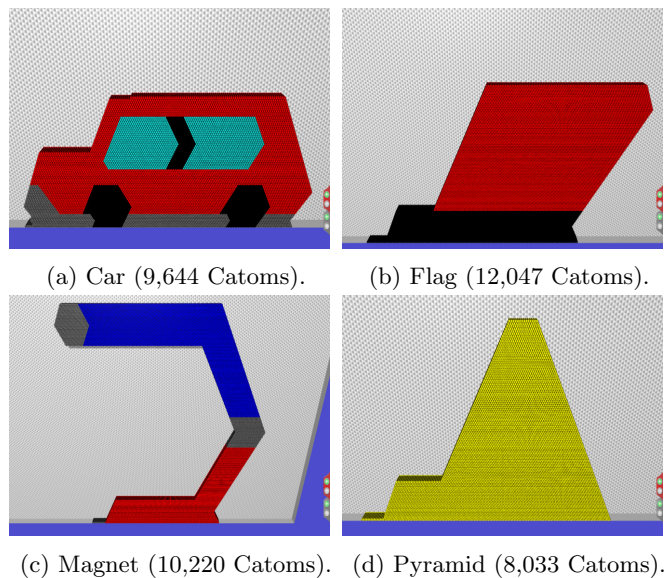 (a) Car (9,644 Catoms).
(b) Flag (12,047 Catoms).
(c) Magnet (10,220 Catoms).
(d) Pyramid (8,033 Catoms).